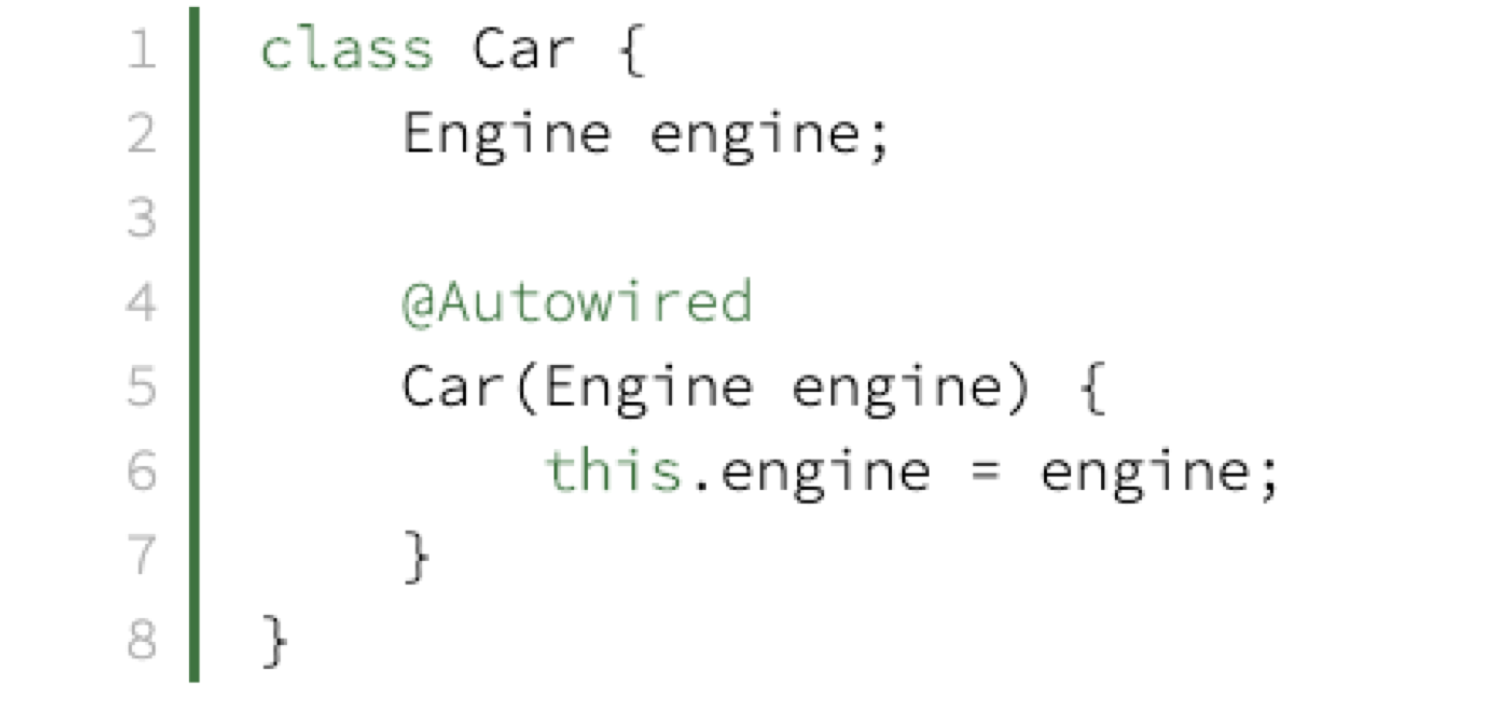 1 class Car {
2     Engine engine;
3
4     @Autowired
5     Car(Engine engine) {
6         this.engine = engine;
7     }
8 }